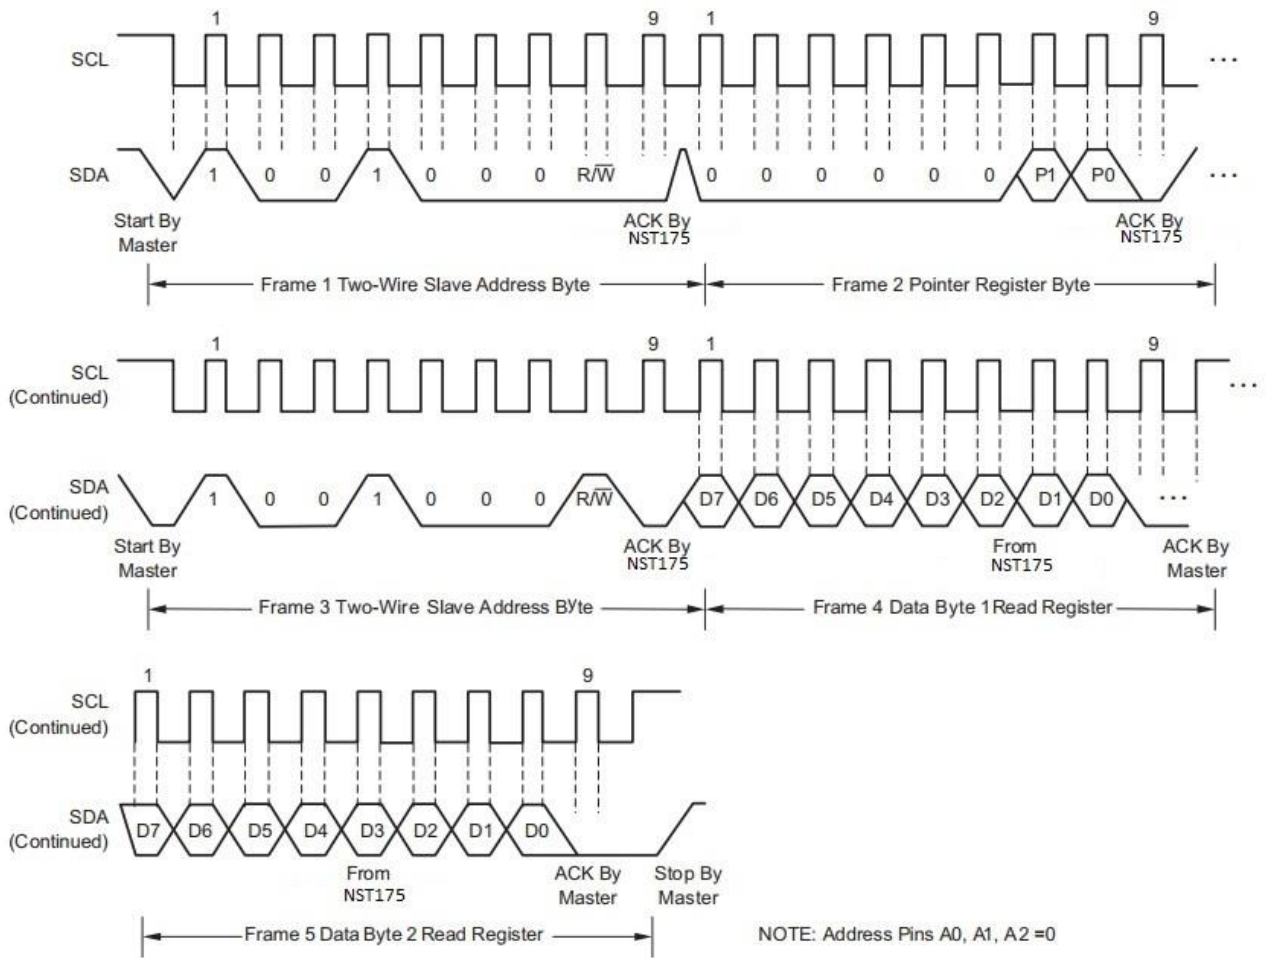 1 9 1 9
SCL ...
SDA 1 0 0 1 0 0 0 R/W̅ 0 0 0 0 0 0 P1 P0 ...
Start By ACK By ACK By
Master NST175 NST175
Frame 1 Two-Wire Slave Address Byte Frame 2 Pointer Register Byte
1 9 1 9
SCL ...
(Continued)
SDA
(Continued) 1 0 0 1 0 0 0 R/W̅ D7 D6 D5 D4 D3 D2 D1 D0 ...
Start By ACK By From ACK By
Master NST175 NST175 Master
Frame 3 Two-Wire Slave Address Byte Frame 4 Data Byte 1 Read Register
1 9
SCL
(Continued)
SDA
(Continued) D7 D6 D5 D4 D3 D2 D1 D0
From ACK By Stop By
NST175 Master Master
Frame 5 Data Byte 2 Read Register NOTE: Address Pins A0, A1, A2 =0